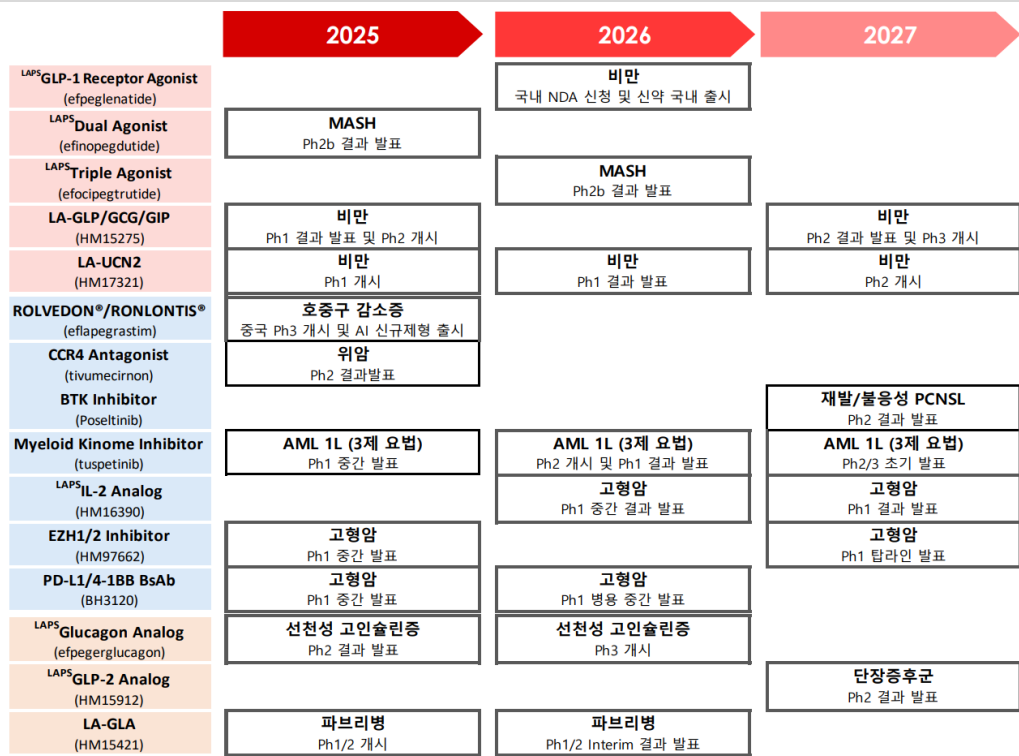 2025
2026
2027
LAPSGLP-1 Receptor Agonist
(efpeglenatide)
비만
국내 NDA 신청 및 신약 국내 출시
LAPSDual Agonist
(efinopegdutide)
MASH
Ph2b 결과 발표
LAPSTriple Agonist
(efocipegtrutide)
MASH
Ph2b 결과 발표
LA-GLP/GCG/GIP
(HM15275)
비만
Ph1 결과 발표 및 Ph2 개시
비만
Ph2 결과 발표 및 Ph3 개시
LA-UCN2
(HM17321)
비만
Ph1 개시
비만
Ph1 결과 발표
비만
Ph2 개시
ROLVEDON®/RONLONTIS®
(eflapegrastim)
호중구 감소증
중국 Ph3 개시 및 AI 신규제형 출시
CCR4 Antagonist
(tivumecirnon)
위암
Ph2 결과발표
BTK Inhibitor
(Poseltinib)
재발/불응성 PCNSL
Ph2 결과 발표
Myeloid Kinome Inhibitor
(tuspetinib)
AML 1L (3제 요법)
Ph1 중간 발표
AML 1L (3제 요법)
Ph2 개시 및 Ph1 결과 발표
AML 1L (3제 요법)
Ph2/3 초기 발표
LAPSIL-2 Analog
(HM16390)
고형암
Ph1 중간 결과 발표
고형암
Ph1 결과 발표
EZH1/2 Inhibitor
(HM97662)
고형암
Ph1 중간 발표
고형암
Ph1 탑라인 발표
PD-L1/4-1BB BsAb
(BH3120)
고형암
Ph1 중간 발표
고형암
Ph1 병용 중간 발표
LAPSGlucagon Analog
(efpegerglucagon)
선천성 고인슐린증
Ph2 결과 발표
선천성 고인슐린증
Ph3 개시
LAPSGLP-2 Analog
(HM15912)
단장증후군
Ph2 결과 발표
LA-GLA
(HM15421)
파브리병
Ph1/2 개시
파브리병
Ph1/2 Interim 결과 발표